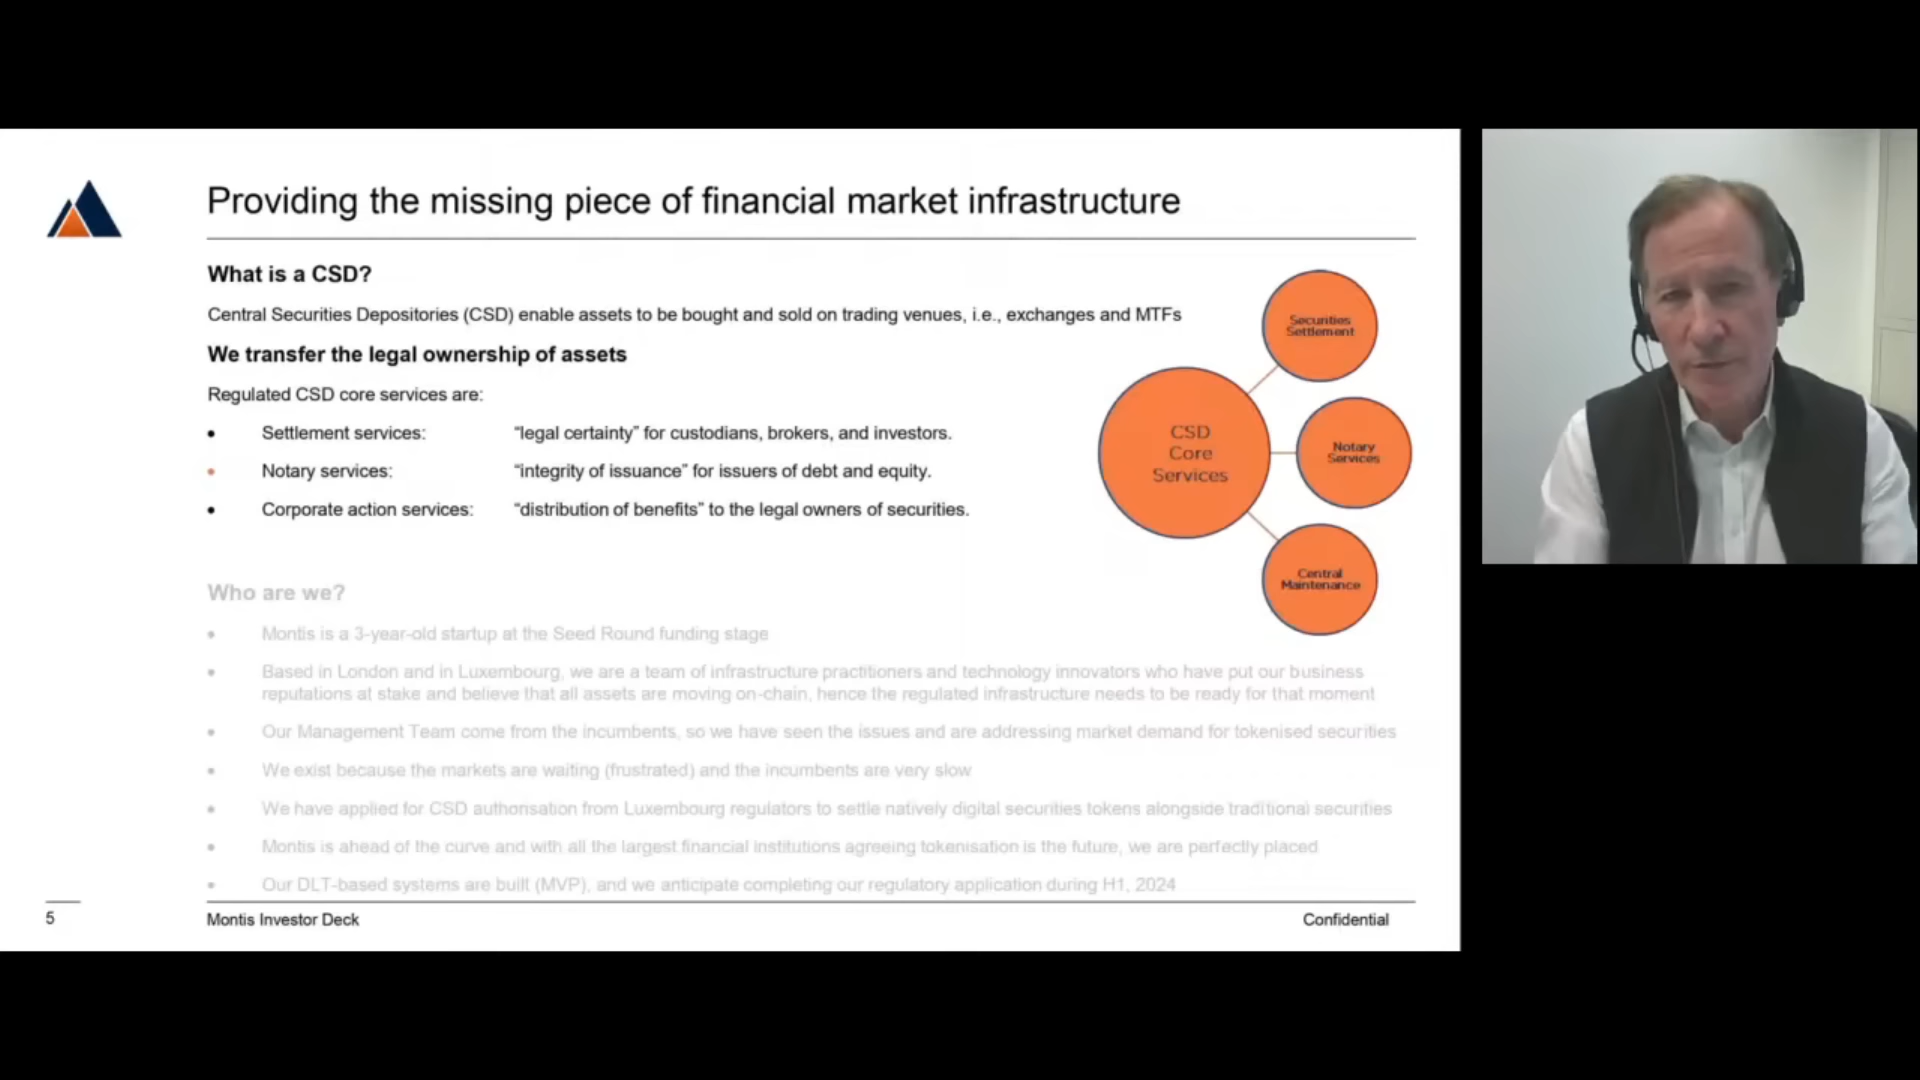 Providing the missing piece of financial market infrastructure
What is a CSD?
Central Securities Depositories (CSD) enable assets to be bought and sold on trading venues, i.e., exchanges and MTFs
We transfer the legal ownership of assets
Regulated CSD core services are:
• Settlement services: “legal certainty” for custodians, brokers, and investors.
• Notary services: “integrity of issuance” for issuers of debt and equity.
• Corporate action services: “distribution of benefits” to the legal owners of securities.
CSD
Core
Services
Securities
Settlement
Notary
Services
Central
Maintenance
Who are we?
• Montis is a 3-year-old startup at the Seed Round funding stage
• Based in London and in Luxembourg, we are a team of infrastructure practitioners and technology innovators who have put our business
reputations at stake and believe that all assets are moving on-chain, hence the regulated infrastructure needs to be ready for that moment
• Our Management Team come from the incumbents, so we have seen the issues and are addressing market demand for tokenised securities
• We exist because the markets are waiting (frustrated) and the incumbents are very slow
• We have applied for CSD authorisation from Luxembourg regulators to settle natively digital securities tokens alongside traditional securities
• Montis is ahead of the curve and with all the largest financial institutions agreeing tokenisation is the future, we are perfectly placed
• Our DLT-based systems are built (MVP), and we anticipate completing our regulatory application during H1, 2024
5
Montis Investor Deck
Confidential